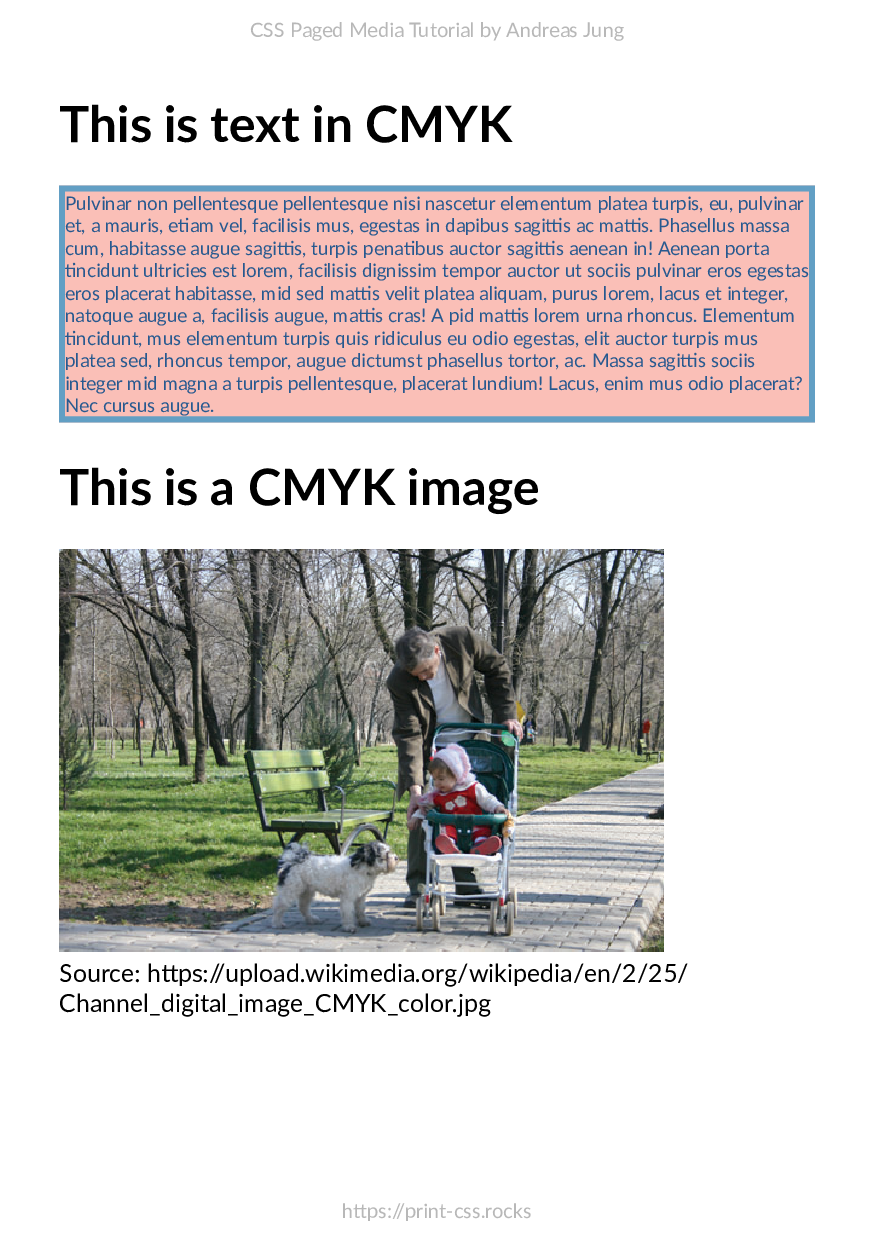 CSS Paged Media Tutorial by Andreas Jung
This is text in CMYK
Pulvinar non pellentesque pellentesque nisi nascetur elementum platea turpis, eu, pulvinar
et, a mauris, etiam vel, facilisis mus, egestas in dapibus sagittis ac mattis. Phasellus massa
cum, habitasse augue sagittis, turpis penatibus auctor sagittis aenean in! Aenean porta
tincidunt ultricies est lorem, facilisis dignissim tempor auctor ut sociis pulvinar eros egestas
eros placerat habitasse, mid sed mattis velit platea aliquam, purus lorem, lacus et integer,
natoque augue a, facilisis augue, mattis cras! A pid mattis lorem urna rhoncus. Elementum
tincidunt, mus elementum turpis quis ridiculus eu odio egestas, elit auctor turpis mus
platea sed, rhoncus tempor, augue dictumst phasellus tortor, ac. Massa sagittis sociis
integer mid magna a turpis pellentesque, placerat lundium! Lacus, enim mus odio placerat?
Nec cursus augue.
This is a CMYK image
Source: https://upload.wikimedia.org/wikipedia/en/2/25/
Channel_digital_image_CMYK_color.jpg
https://print-css.rocks